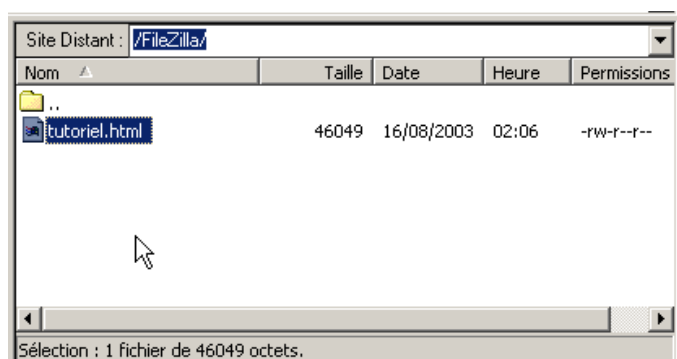 Site Distant : /FileZilla/
Nom Taille Date Heure Permissions
..
tutoriel.html 46049 16/08/2003 02:06 -rw-r--r--
Sélection : 1 fichier de 46049 octets.